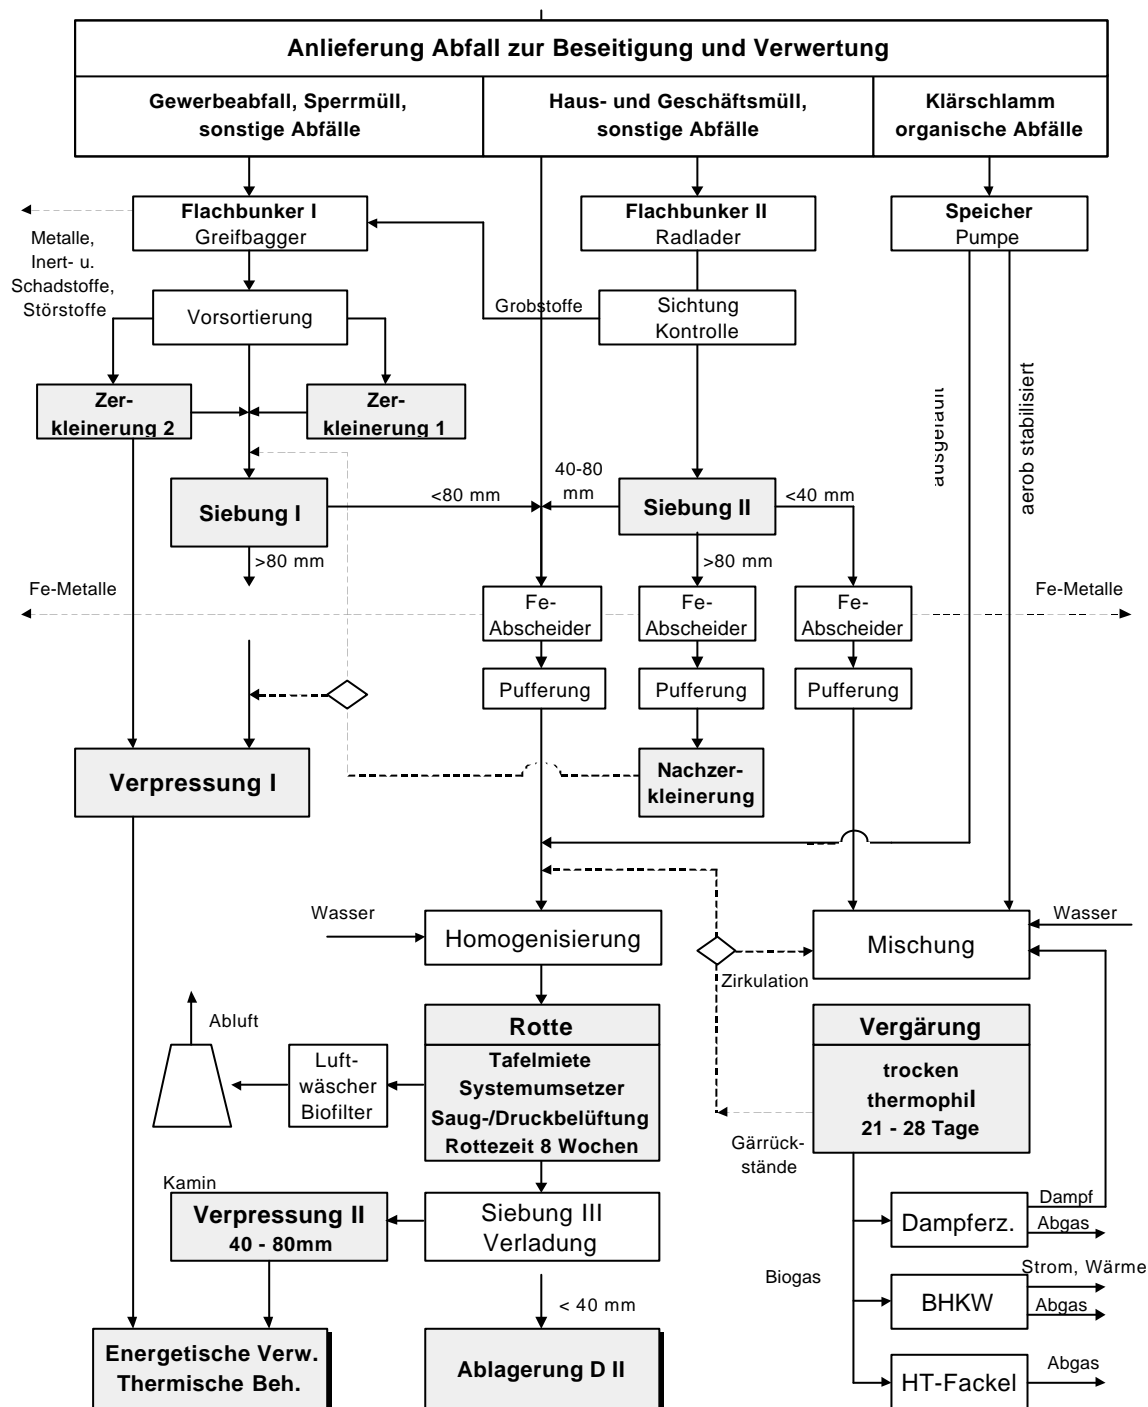 Anlieferung Abfall zur Beseitigung und Verwertung
Gewerbeabfall, Sperrmüll,
sonstige Abfälle
Haus- und Geschäftsmüll,
sonstige Abfälle
Klärschlamm
organische Abfälle
Flachbunker I
Greifbagger
Flachbunker II
Radlader
Speicher
Pumpe
Metalle,
Inert- u.
Schadstoffe,
Störstoffe
Vorsortierung
Grobstoffe
Sichtung
Kontrolle
Zer-
kleinerung 2
Zer-
kleinerung 1
ausgefault
aerob stabilisiert
Siebung I
<80 mm
40-80
mm
Siebung II
<40 mm
>80 mm
>80 mm
Fe-Metalle
Fe-
Abscheider
Fe-
Abscheider
Fe-
Abscheider
Fe-Metalle
Pufferung
Pufferung
Pufferung
Verpressung I
Nachzer-
kleinerung
Wasser
Homogenisierung
Zirkulation
Mischung
Wasser
Abluft
Luft-
wäscher
Biofilter
Rotte
Tafelmiete
Systemumsetzer
Saug-/Druckbelüftung
Rottezeit 8 Wochen
Vergärung
trocken
thermophil
21 - 28 Tage
Gärrück-
stände
Kamin
Verpressung II
40 - 80mm
Siebung III
Verladung
Dampferz.
Dampf
Abgas
Biogas
BHKW
Strom, Wärme
Abgas
< 40 mm
Energetische Verw.
Thermische Beh.
Ablagerung D II
HT-Fackel
Abgas